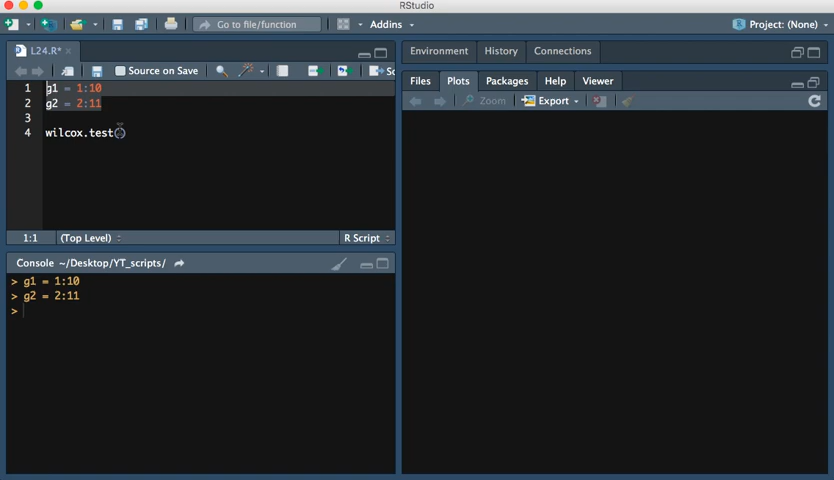 RStudio
Go to file/function
Addins
Project: (None)
L24.R*
Source on Save
1 g1 = 1:10
2 g2 = 2:11
3
4 wilcox.test()
1:1 (Top Level) R Script
Console ~/Desktop/YT_scripts/
> g1 = 1:10
> g2 = 2:11
>
Environment History Connections
Files Plots Packages Help Viewer
Zoom Export